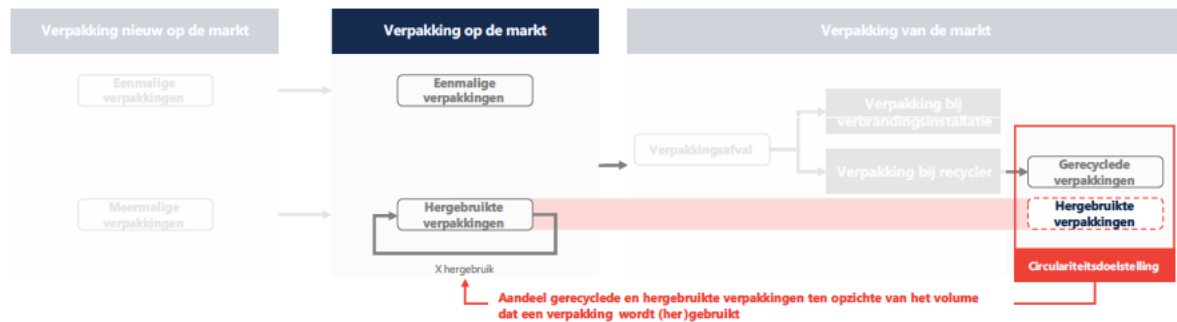 Verpakking nieuw op de markt
Verpakking op de markt
Verpakking van de markt
Eenmalige
verpakkingen
Eenmalige
verpakkingen
Verpakking bij
verbrandingsinstallatie
Verpakkingsafval
Verpakking bij recycler
Gerecyclede
verpakkingen
Meermalige
verpakkingen
Hergebruikte
verpakkingen
Hergebruikte
verpakkingen
X hergebruik
Circulariteitsdoelstelling
Aandeel gerecyclede en hergebruikte verpakkingen ten opzichte van het volume
dat een verpakking wordt (her)gebruikt